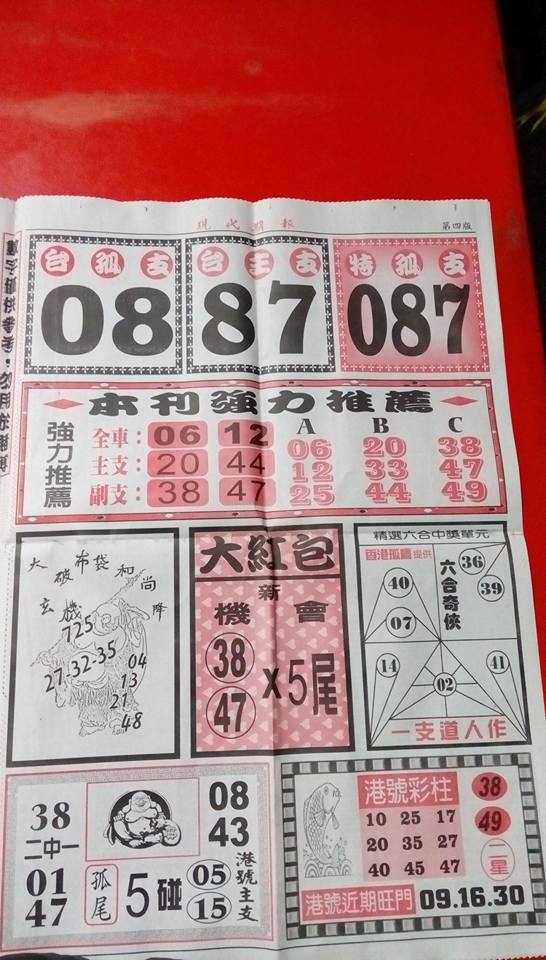 現代週報
第四版
台孤支
08
台主支
87
特孤支
087
本刊強力推薦
強力推薦
全車：06 12
主支：20 44
副支：38 47
A B C
06 20 38
12 33 47
25 44 49
大破布袋和尚
玄機
降
725
27-32-35
04
13
21
48
大紅包
新
機會
38
47
x5尾
精選六合中獎單元
香港孤鷹提供
六合奇俠
36
39
40
07
14
02
41
一支道人作
38
二中一
01
47
孤尾
5碰
08
43
05
15
港號主支
港號彩柱
10 25 17
20 35 27
40 45 47
38
49
二星
港號近期旺門
09.16.30